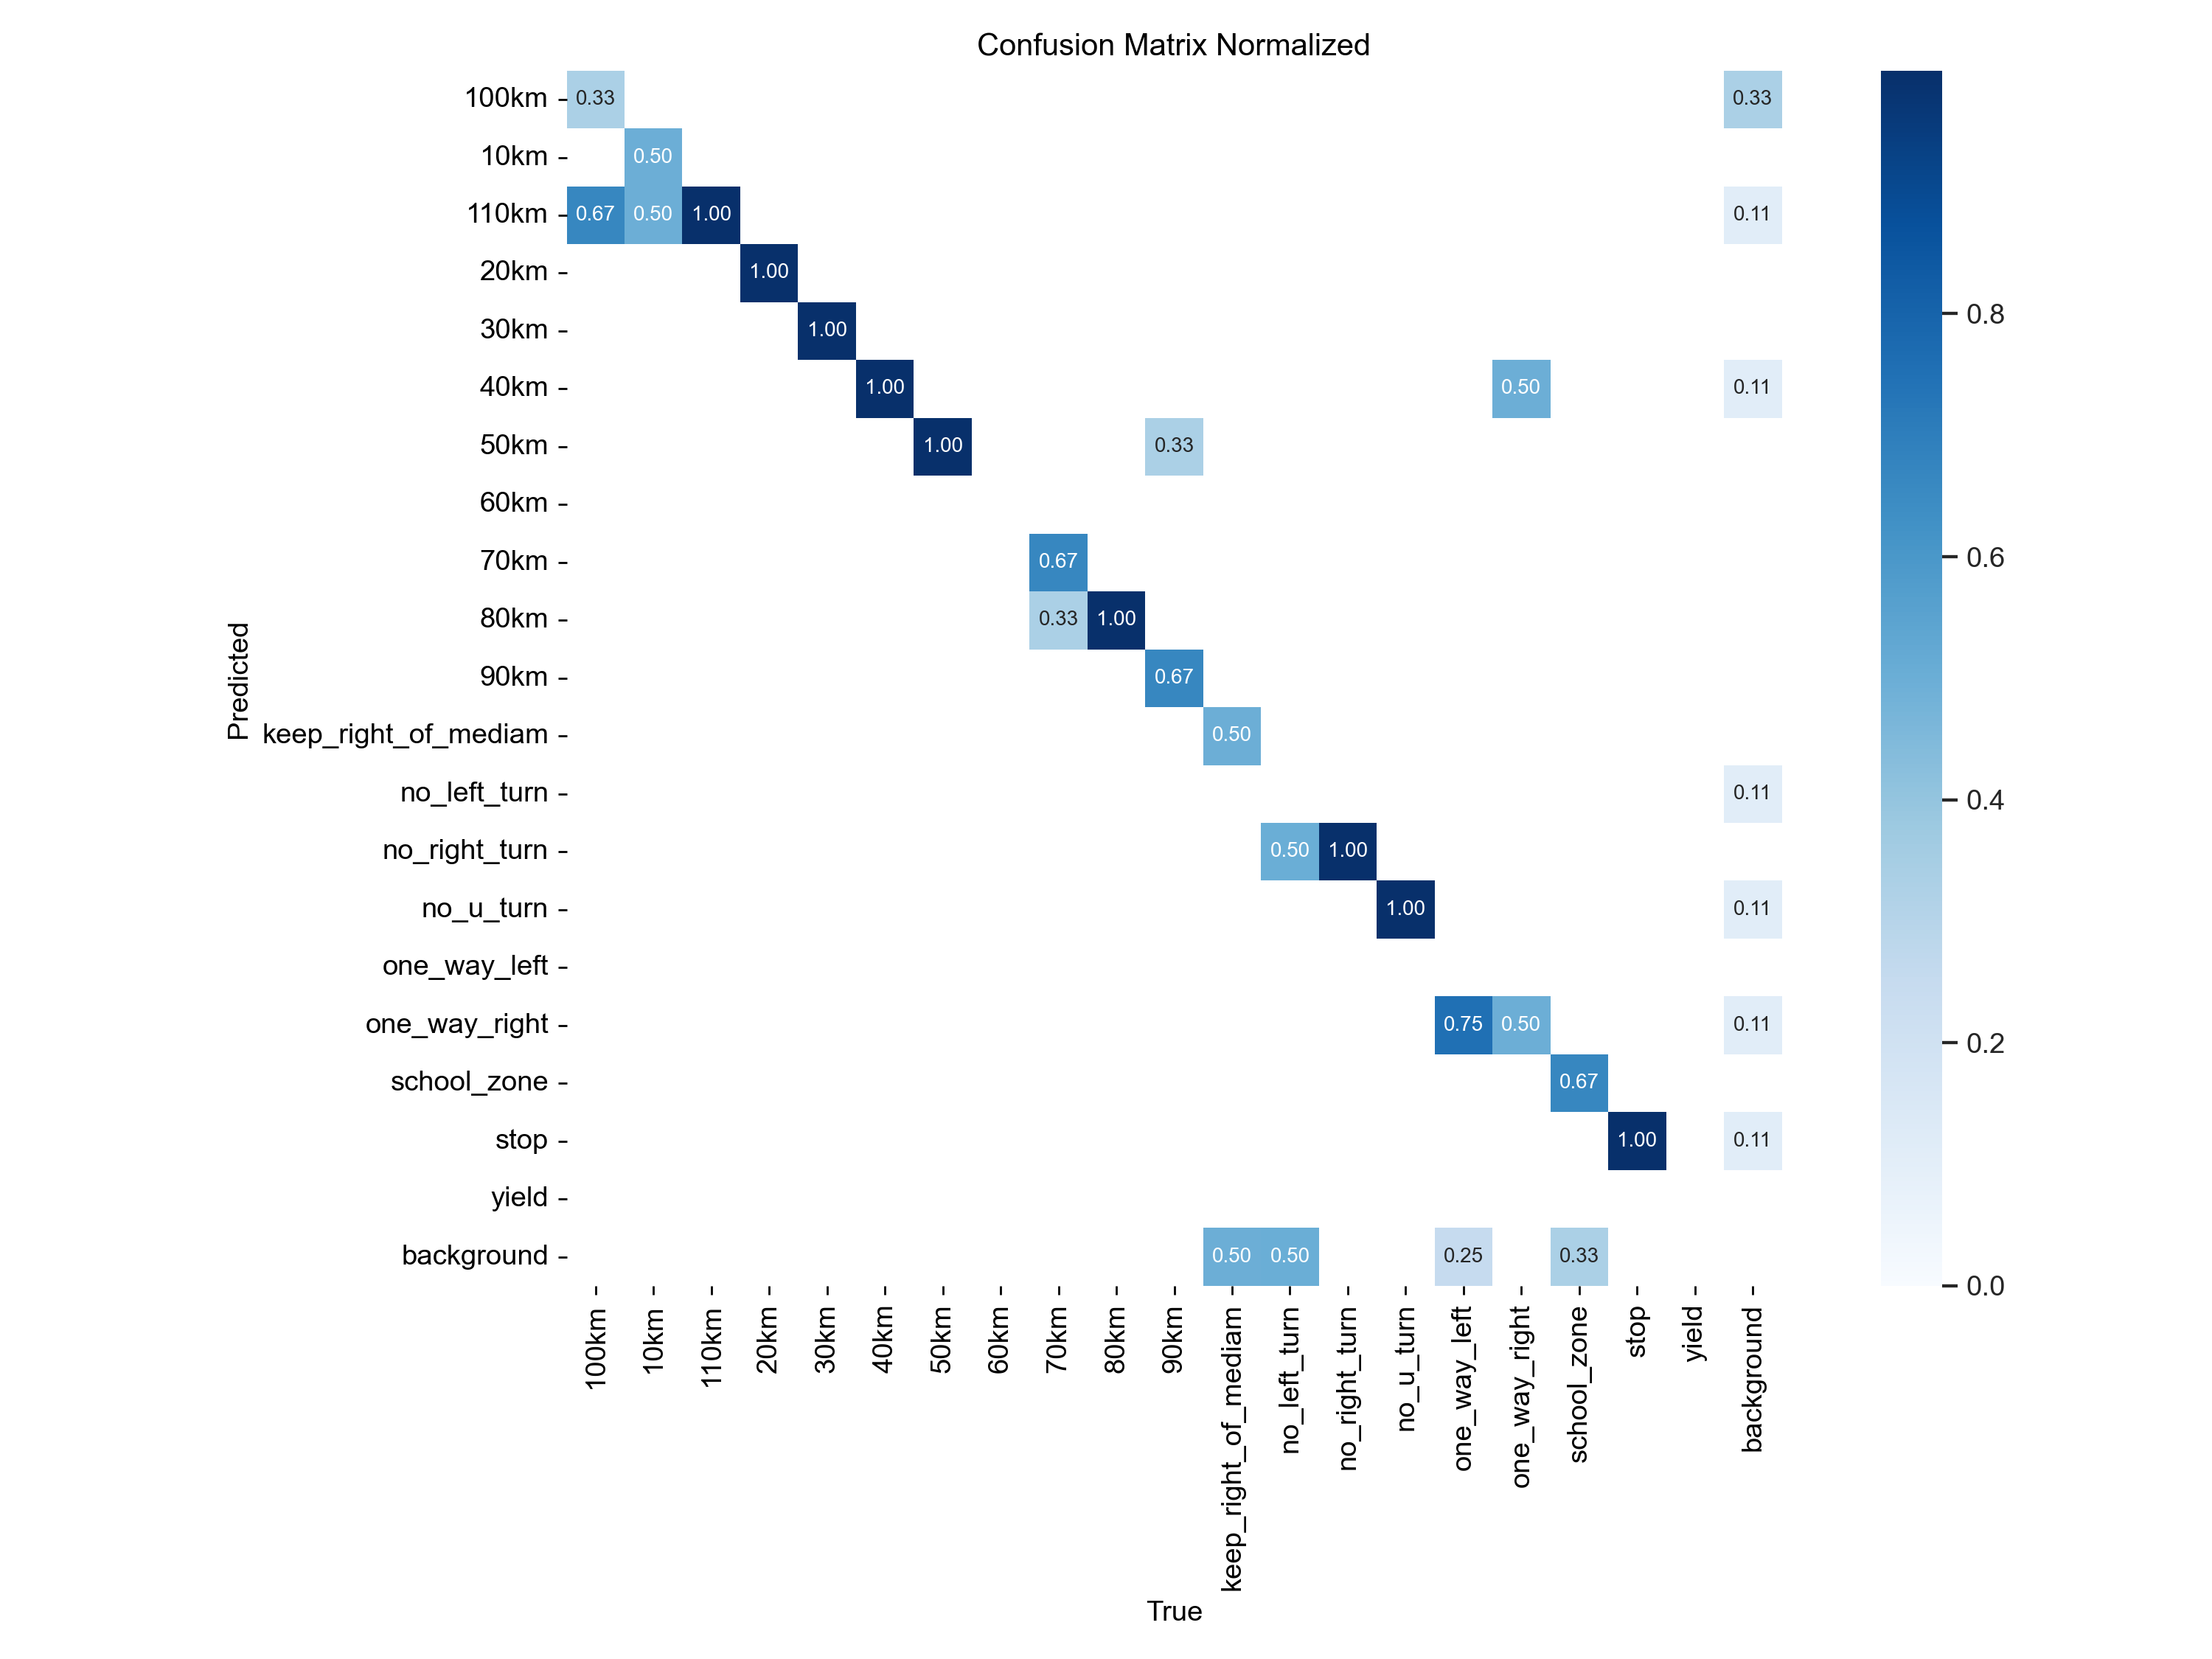 Confusion Matrix Normalized
100km 0.33 0.33
10km 0.50
110km 0.67 0.50 1.00 0.11
20km 1.00
30km 1.00
40km 1.00 0.50 0.11
50km 1.00 0.33
60km
70km 0.67
80km 0.33 1.00
90km 0.67
keep_right_of_mediam 0.50
no_left_turn 0.11
no_right_turn 0.50 1.00
no_u_turn 1.00 0.11
one_way_left
one_way_right 0.75 0.50 0.11
school_zone 0.67
stop 1.00 0.11
yield
background 0.50 0.50 0.25 0.33
Predicted
100km
10km
110km
20km
30km
40km
50km
60km
70km
80km
90km
keep_right_of_mediam
no_left_turn
no_right_turn
no_u_turn
one_way_left
one_way_right
school_zone
stop
yield
background
True
0.8
0.6
0.4
0.2
0.0